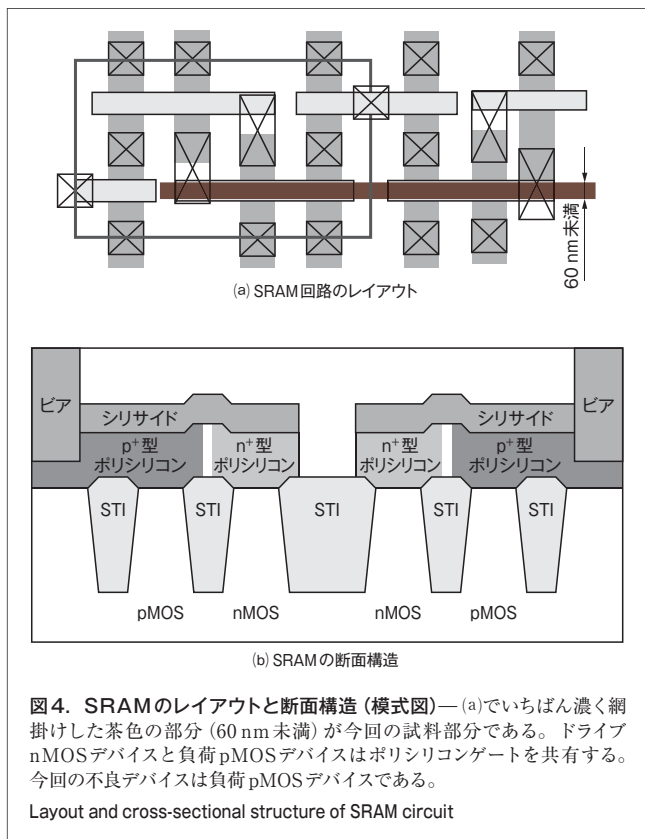 60 nm未満
(a) SRAM回路のレイアウト
ビア
シリサイド
シリサイド
ビア
p⁺型
ポリシリコン
n⁺型
ポリシリコン
n⁺型
ポリシリコン
p⁺型
ポリシリコン
STI
STI
STI
STI
STI
pMOS
nMOS
nMOS
pMOS
(b) SRAMの断面構造
図4. SRAMのレイアウトと断面構造(模式図)— (a)でいちばん濃く網
掛けした茶色の部分(60 nm未満)が今回の試料部分である。ドライブ
nMOSデバイスと負荷pMOSデバイスはポリシリコンゲートを共有する。
今回の不良デバイスは負荷pMOSデバイスである。
Layout and cross-sectional structure of SRAM circuit